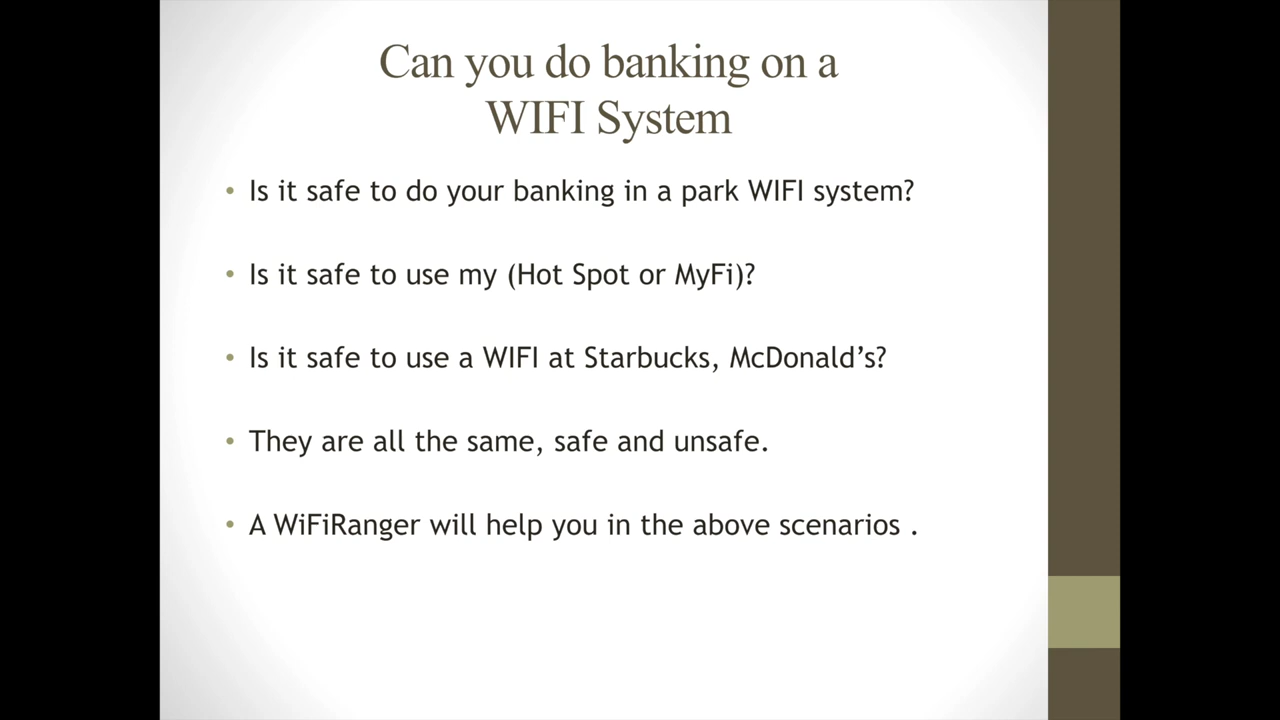 Can you do banking on a
WIFI System
• Is it safe to do your banking in a park WIFI system?
• Is it safe to use my (Hot Spot or MyFi)?
• Is it safe to use a WIFI at Starbucks, McDonald’s?
• They are all the same, safe and unsafe.
• A WiFiRanger will help you in the above scenarios .